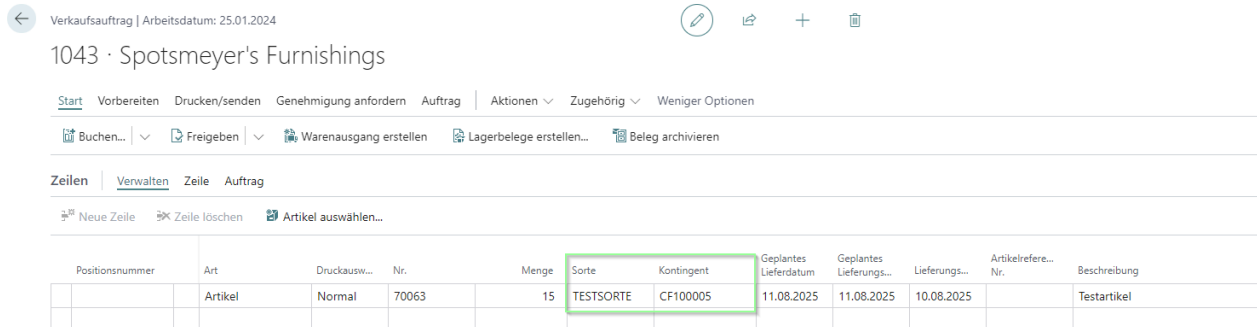 Verkaufsauftrag | Arbeitsdatum: 25.01.2024
1043 · Spotsmeyer's Furnishings
Start Vorbereiten Drucken/senden Genehmigung anfordern Auftrag Aktionen Zugehörig Weniger Optionen
Buchen... Freigeben Warenausgang erstellen Lagerbelege erstellen... Beleg archivieren
Zeilen Verwalten Zeile Auftrag
Neue Zeile Zeile löschen Artikel auswählen...
Positionsnummer Art Druckausw... Nr. Menge Sorte Kontingent Geplantes Lieferdatum Geplantes Lieferungs... Lieferungs... Artikelrefere... Nr. Beschreibung
Artikel Normal 70063 15 TESTSORTE CF100005 11.08.2025 11.08.2025 10.08.2025 Testartikel